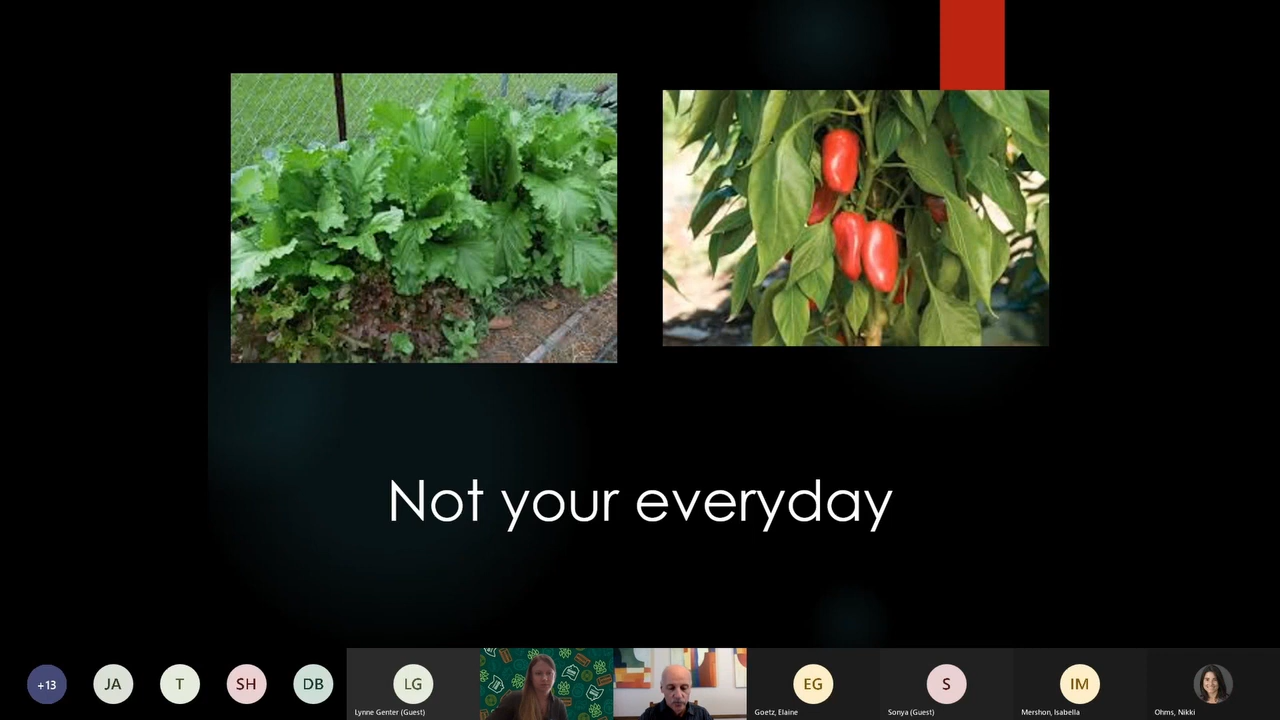 Not your everyday
+13
JA
T
SH
DB
LG
Lynne Genter (Guest)
EG
Goetz, Elaine
S
Sonya (Guest)
IM
Mershon, Isabella
Ohms, Nikki